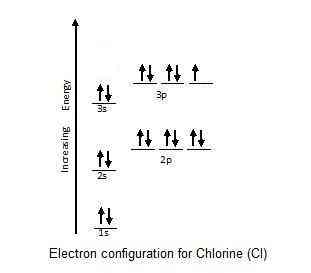 Increasing Energy
3p
3s
2p
2s
1s
Electron configuration for Chlorine (Cl)